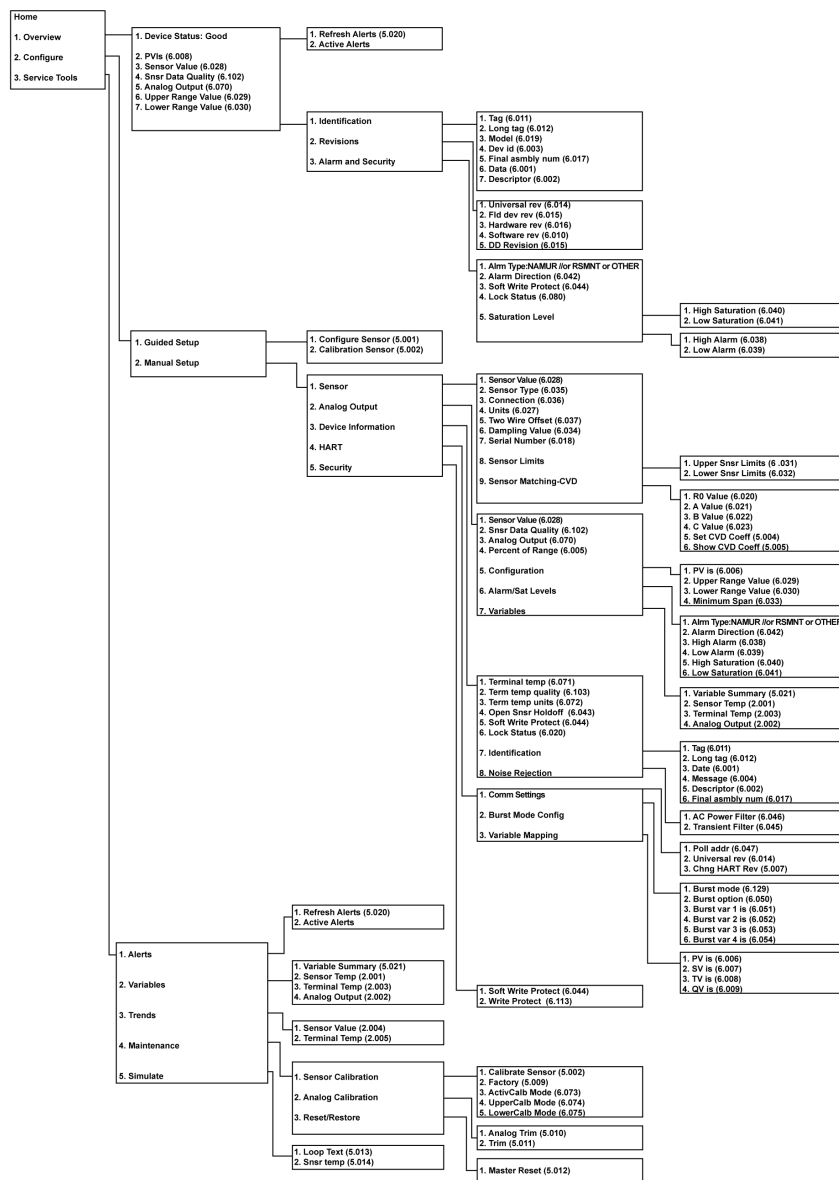 Home
1. Overview
2. Configure
3. Service Tools
1. Device Status: Good
2. PVIs (6.008)
3. Sensor Value (6.028)
4. Snsr Data Quality (6.102)
5. Analog Output (6.070)
6. Upper Range Value (6.029)
7. Lower Range Value (6.030)
1. Refresh Alerts (5.020)
2. Active Alerts
1. Identification
2. Revisions
3. Alarm and Security
1. Tag (6.011)
2. Long tag (6.012)
3. Model (6.019)
4. Dev id (6.003)
5. Final asmbly num (6.017)
6. Data (6.001)
7. Descriptor (6.002)
1. Universal rev (6.014)
2. Fld dev rev (6.015)
3. Hardware rev (6.016)
4. Software rev (6.010)
5. DD Revision (6.015)
1. Alrm Type:NAMUR //or RSMNT or OTHER
2. Alarm Direction (6.042)
3. Soft Write Protect (6.044)
4. Lock Status (6.080)
5. Saturation Level
1. High Saturation (6.040)
2. Low Saturation (6.041)
1. High Alarm (6.038)
2. Low Alarm (6.039)
1. Guided Setup
2. Manual Setup
1. Configure Sensor (5.001)
2. Calibration Sensor (5.002)
1. Sensor
2. Analog Output
3. Device Information
4. HART
5. Security
1. Sensor Value (6.028)
2. Sensor Type (6.035)
3. Connection (6.036)
4. Units (6.027)
5. Two Wire Offset (6.037)
6. Dampling Value (6.034)
7. Serial Number (6.018)
8. Sensor Limits
9. Sensor Matching-CVD
1. Upper Snsr Limits (6 .031)
2. Lower Snsr Limits (6.032)
1. R0 Value (6.020)
2. A Value (6.021)
3. B Value (6.022)
4. C Value (6.023)
5. Set CVD Coeff (5.004)
6. Show CVD Coeff (5.005)
1. Sensor Value (6.028)
2. Snsr Data Quality (6.102)
3. Analog Output (6.070)
4. Percent of Range (6.005)
5. Configuration
6. Alarm/Sat Levels
7. Variables
1. PV is (6.006)
2. Upper Range Value (6.029)
3. Lower Range Value (6.030)
4. Minimum Span (6.033)
1. Alrm Type:NAMUR //or RSMNT or OTHER
2. Alarm Direction (6.042)
3. High Alarm (6.038)
4. Low Alarm (6.039)
5. High Saturation (6.040)
6. Low Saturation (6.041)
1. Variable Summary (5.021)
2. Sensor Temp (2.001)
3. Terminal Temp (2.003)
4. Analog Output (2.002)
1. Terminal temp (6.071)
2. Term temp quality (6.103)
3. Term temp units (6.072)
4. Open Snsr Holdoff (6.043)
5. Soft Write Protect (6.044)
6. Lock Status (6.020)
7. Identification
8. Noise Rejection
1. Tag (6.011)
2. Long tag (6.012)
3. Date (6.001)
4. Message (6.004)
5. Descriptor (6.002)
6. Final asmbly num (6.017)
1. AC Power Filter (6.046)
2. Transient Filter (6.045)
1. Comm Settings
2. Burst Mode Config
3. Variable Mapping
1. Poll addr (6.047)
2. Universal rev (6.014)
3. Chng HART Rev (5.007)
1. Burst mode (6.129)
2. Burst option (6.050)
3. Burst var 1 is (6.051)
4. Burst var 2 is (6.052)
5. Burst var 3 is (6.053)
6. Burst var 4 is (6.054)
1. PV is (6.006)
2. SV is (6.007)
3. TV is (6.008)
4. QV is (6.009)
1. Soft Write Protect (6.044)
2. Write Protect (6.113)
1. Alerts
2. Variables
3. Trends
4. Maintenance
5. Simulate
1. Refresh Alerts (5.020)
2. Active Alerts
1. Variable Summary (5.021)
2. Sensor Temp (2.001)
3. Terminal Temp (2.003)
4. Analog Output (2.002)
1. Sensor Value (2.004)
2. Terminal Temp (2.005)
1. Sensor Calibration
2. Analog Calibration
3. Reset/Restore
1. Calibrate Sensor (5.002)
2. Factory (5.009)
3. ActivCalb Mode (6.073)
4. UpperCalb Mode (6.074)
5. LowerCalb Mode (6.075)
1. Analog Trim (5.010)
2. Trim (5.011)
1. Master Reset (5.012)
1. Loop Text (5.013)
2. Snsr temp (5.014)